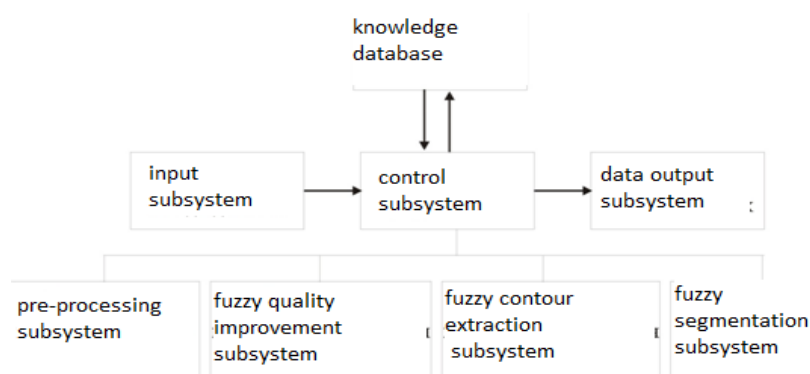 knowledge
database
input
subsystem
control
subsystem
data output
subsystem
pre-processing
subsystem
fuzzy quality
improvement
subsystem
fuzzy contour
extraction
subsystem
fuzzy
segmentation
subsystem